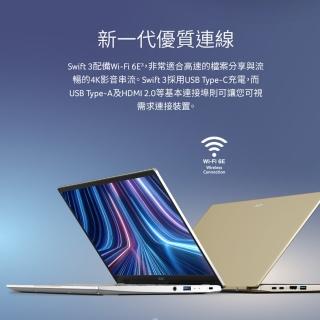 新一代優質連線
Swift 3配備Wi-Fi 6E³,非常適合高速的檔案分享與流
暢的4K影音串流。Swift 3採用USB Type-C充電,而
USB Type-A及HDMI 2.0等基本連接埠則可讓您可視
需求連接裝置。
Wi-Fi 6E
Wireless
Connection